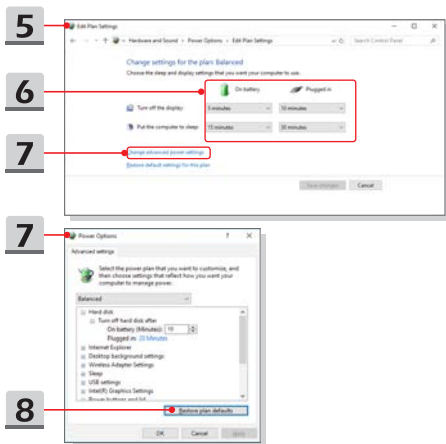 5
Edit Plan Settings
Hardware and Sound › Power Options › Edit Plan Settings
Search Control Panel
Change settings for the plan: Balanced
Choose the sleep and display settings that you want your computer to use.
6
On battery
Plugged in
Turn off the display:
5 minutes
10 minutes
Put the computer to sleep:
15 minutes
30 minutes
7
Change advanced power settings
Restore default settings for this plan
Save changes
Cancel
7
Power Options
?
Advanced settings
Select the power plan that you want to customize, and
then choose settings that reflect how you want your
computer to manage power.
Balanced
Hard disk
Turn off hard disk after
On battery (Minutes): 10
Plugged in: 20 Minutes
Internet Explorer
Desktop background settings
Wireless Adapter Settings
Sleep
USB settings
Intel(R) Graphics Settings
Power buttons and lid
8
Restore plan defaults
OK
Cancel
Apply